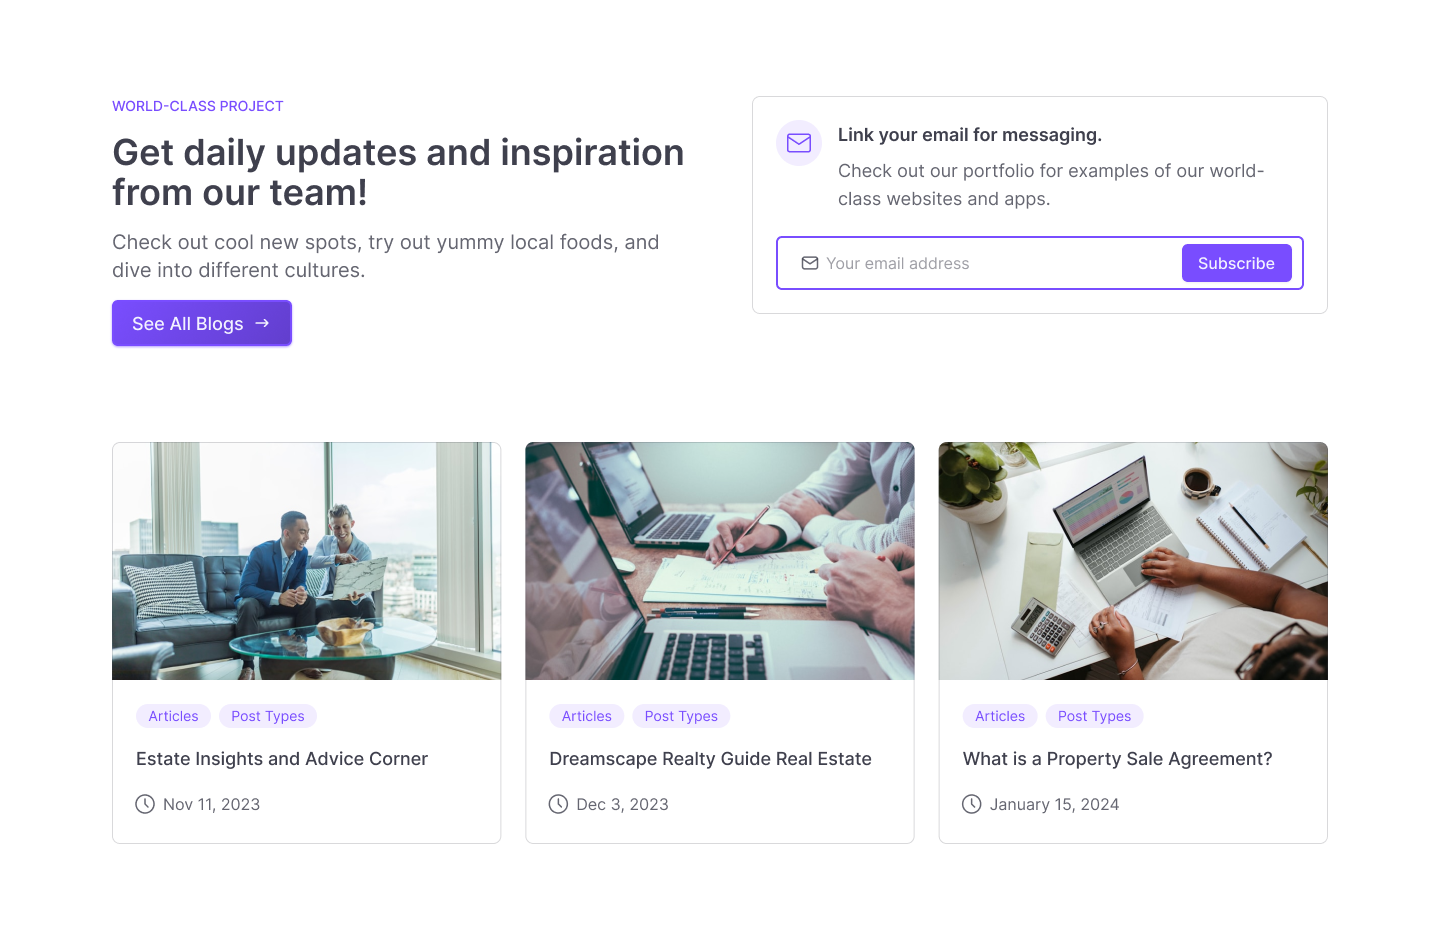 WORLD-CLASS PROJECT
Get daily updates and inspiration
from our team!
Check out cool new spots, try out yummy local foods, and
dive into different cultures.
See All Blogs
Link your email for messaging.
Check out our portfolio for examples of our world-
class websites and apps.
Your email address
Subscribe
Articles
Post Types
Estate Insights and Advice Corner
Nov 11, 2023
Articles
Post Types
Dreamscape Realty Guide Real Estate
Dec 3, 2023
Articles
Post Types
What is a Property Sale Agreement?
January 15, 2024